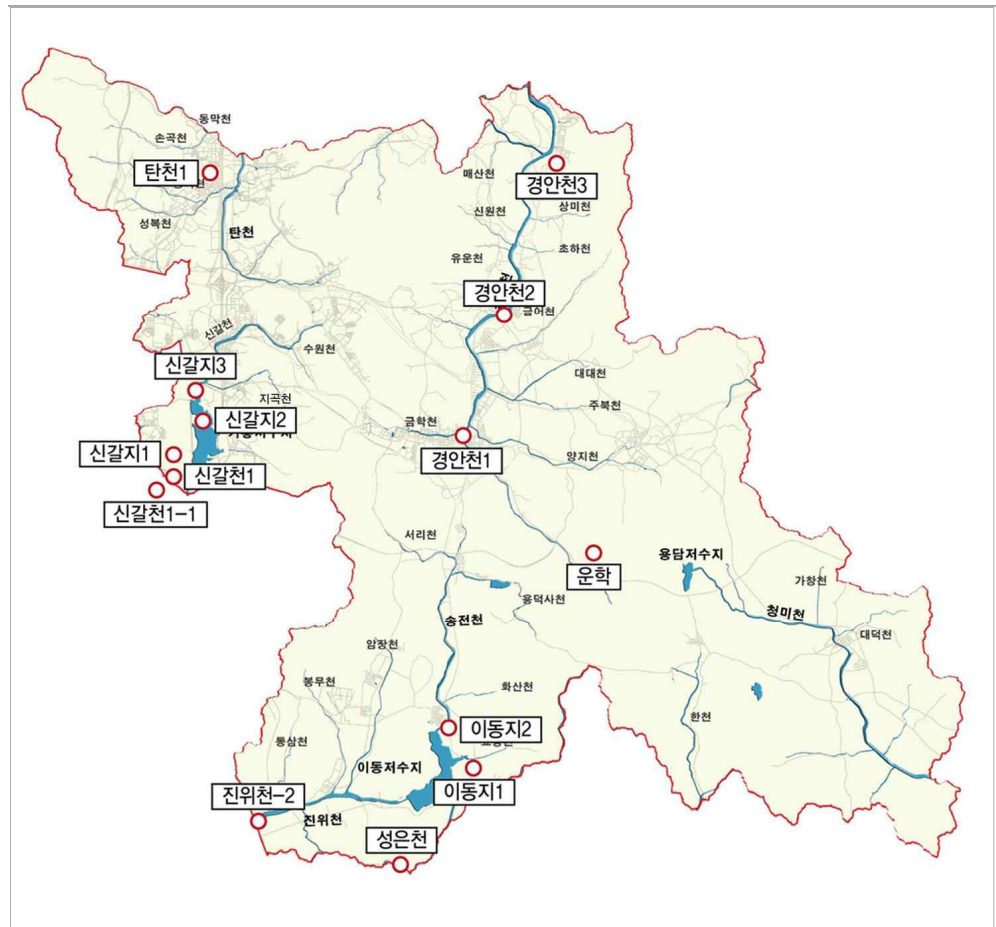 동막천
손곡천
탄천1
성복천
탄천
매산천
경안천3
상미천
신원천
초하천
유운천
경안천2
금어천
신갈천
수원천
신갈지3
지곡천
신갈지2
대대천
주북천
금학천
경안천1
양지천
신갈지1
신갈천1
신갈천1-1
서리천
운학
용담저수지
가창천
용덕사천
청미천
대덕천
송전천
암장천
봉무천
화산천
한천
통삼천
이동지2
이동저수지
이동지1
진위천-2
진위천
성은천